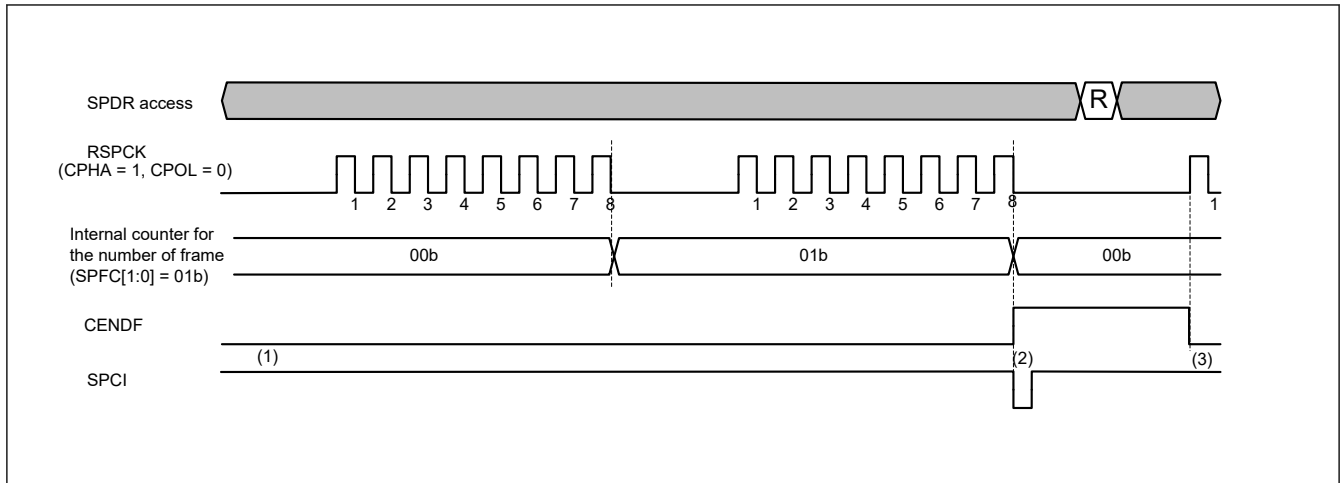 SPDR access
R
RSPCK
(CPHA = 1, CPOL = 0)
1 2 3 4 5 6 7 8 1 2 3 4 5 6 7 8 1
Internal counter for
the number of frame
(SPFC[1:0] = 01b)
00b 01b 00b
CENDF
(1) (2) (3)
SPCI